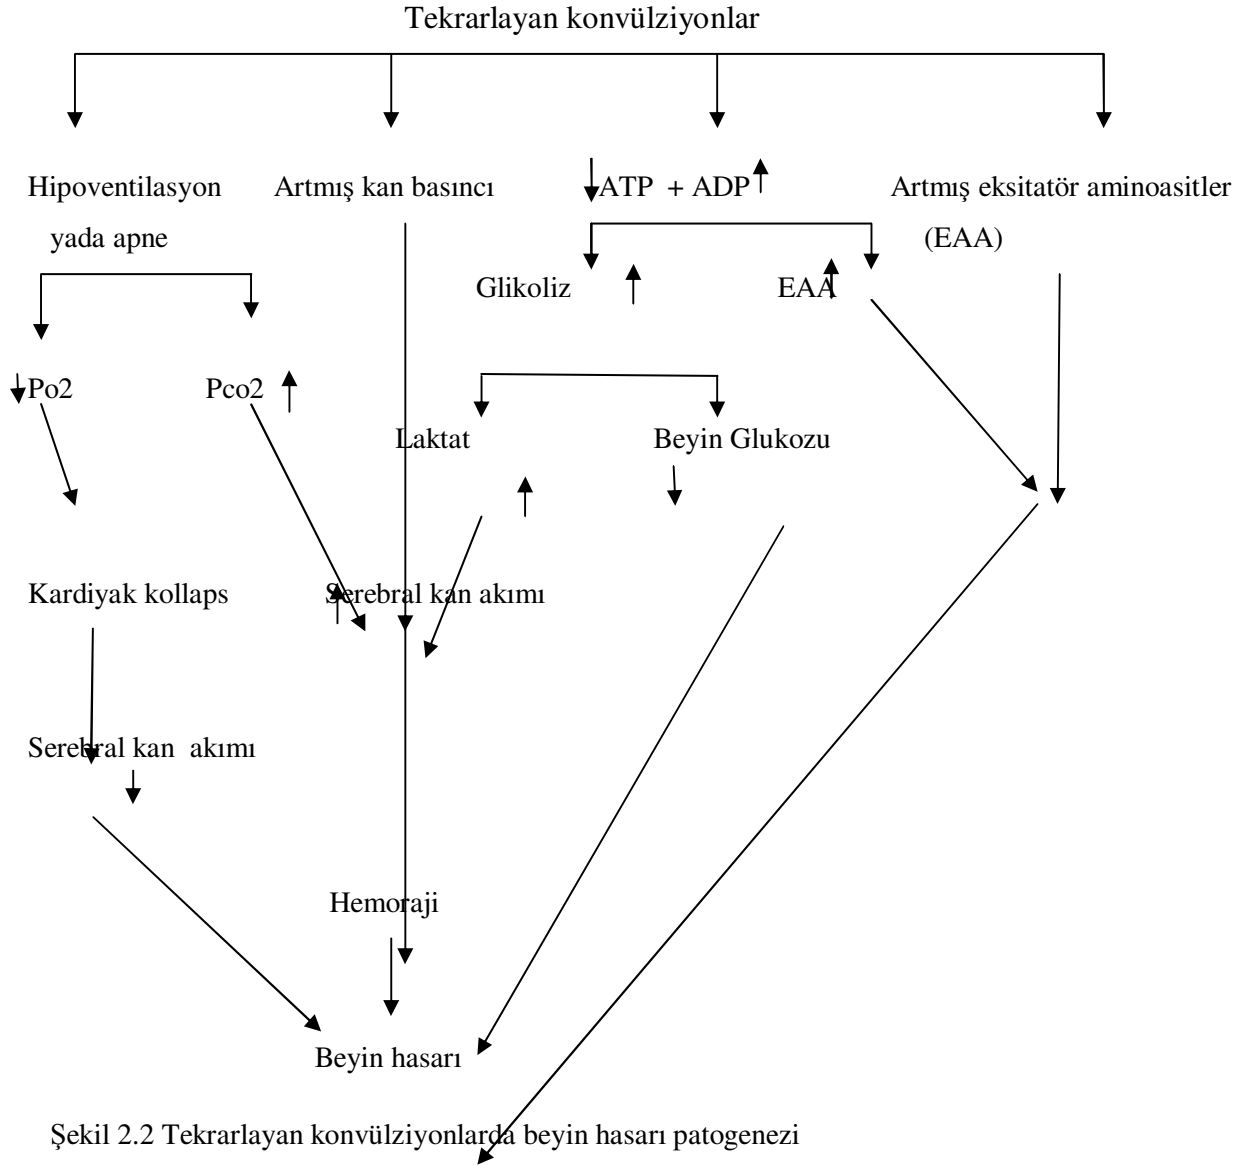 Tekrarlayan konvülziyonlar
Hipoventilasyon Artmış kan basıncı ATP + ADP Artmış eksitatör aminoasitler
yada apne (EAA)
Glikoliz EAA
Po2 Pco2
Laktat Beyin Glukozu
Kardiyak kollaps Serebral kan akımı
Serebral kan akımı
Hemoraji
Beyin hasarı
Şekil 2.2 Tekrarlayan konvülziyonlarda beyin hasarı patogenezi